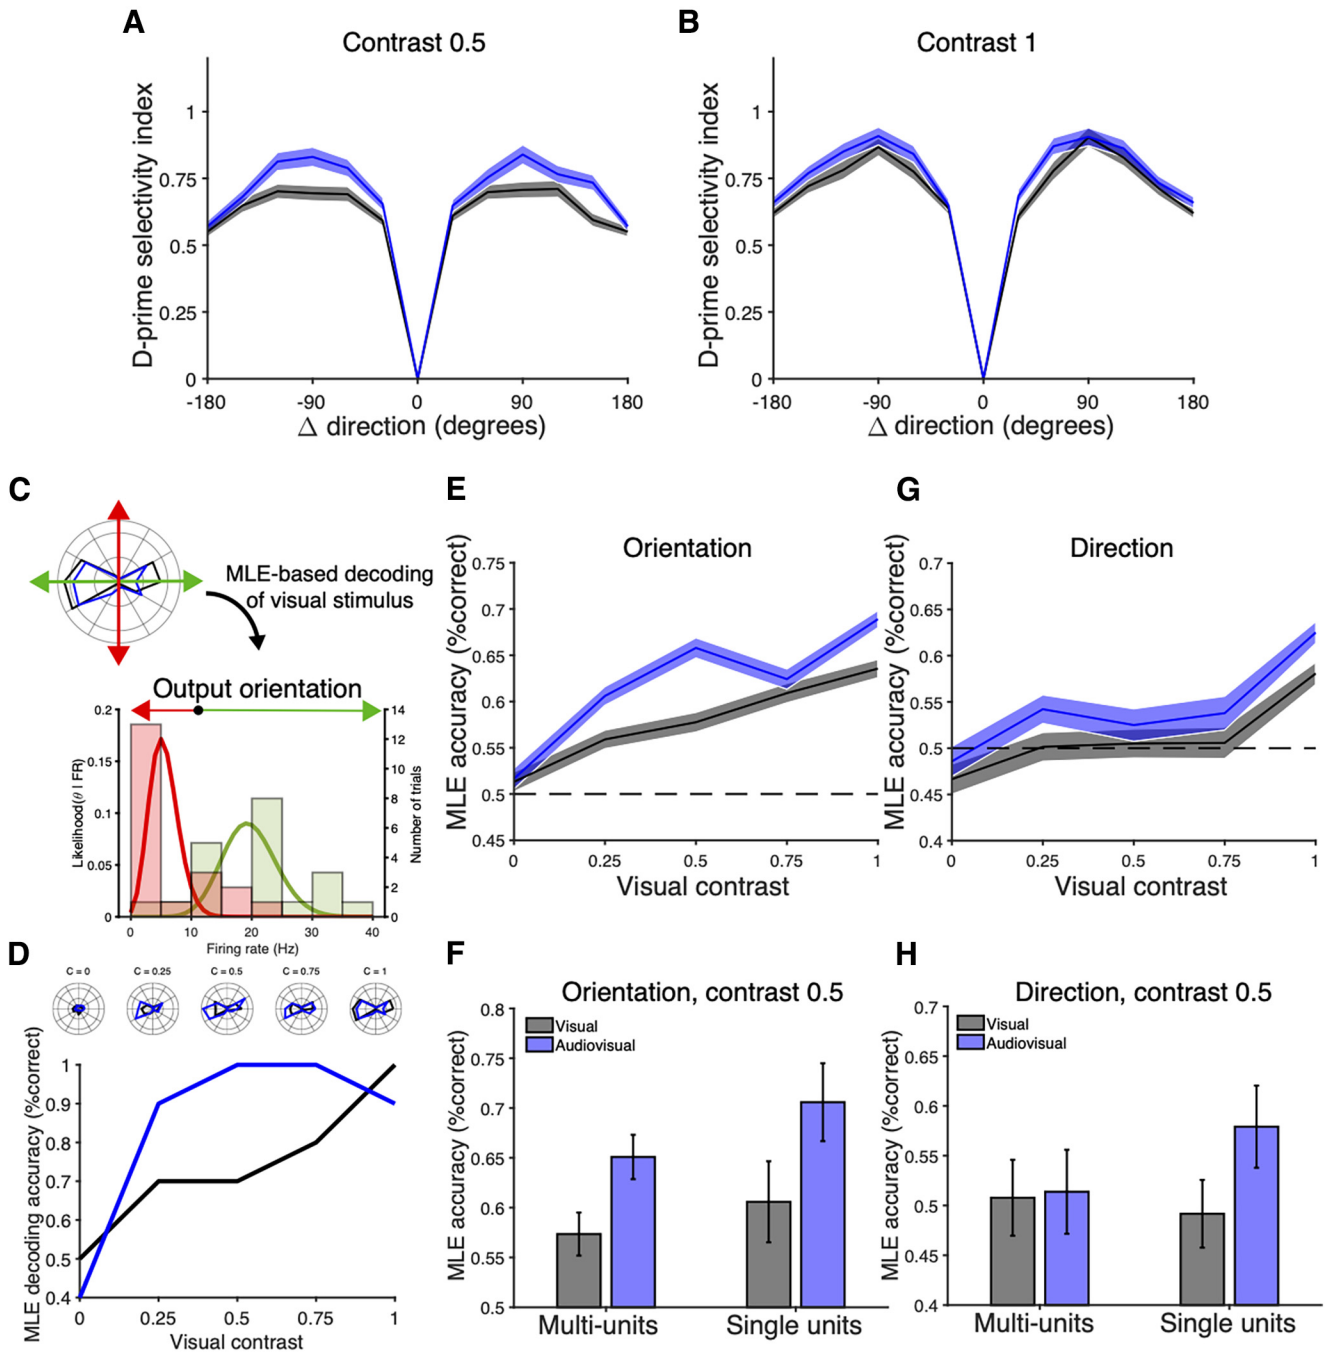 A
Contrast 0.5
D-prime selectivity index
1
0.75
0.5
0.25
0
-180
-90
0
90
180
Δ direction (degrees)
B
Contrast 1
D-prime selectivity index
1
0.75
0.5
0.25
0
-180
-90
0
90
180
Δ direction (degrees)
C
MLE-based decoding
of visual stimulus
Output orientation
Likelihood(θ | FR)
0.2
0.15
0.1
0.05
0
14
12
10
8
6
4
2
0
Number of trials
0
10
20
30
40
Firing rate (Hz)
E
Orientation
MLE accuracy (%correct)
0.75
0.7
0.65
0.6
0.55
0.5
0.45
0
0.25
0.5
0.75
1
Visual contrast
G
Direction
MLE accuracy (%correct)
0.7
0.65
0.6
0.55
0.5
0.45
0.4
0
0.25
0.5
0.75
1
Visual contrast
D
C = 0
C = 0.25
C = 0.5
C = 0.75
C = 1
MLE decoding accuracy (%correct)
1
0.9
0.8
0.7
0.6
0.5
0.4
0
0.25
0.5
0.75
1
Visual contrast
F
Orientation, contrast 0.5
Visual
Audiovisual
MLE accuracy (%correct)
0.8
0.75
0.7
0.65
0.6
0.55
0.5
Multi-units
Single units
H
Direction, contrast 0.5
Visual
Audiovisual
MLE accuracy (%correct)
0.7
0.65
0.6
0.55
0.5
0.45
0.4
Multi-units
Single units